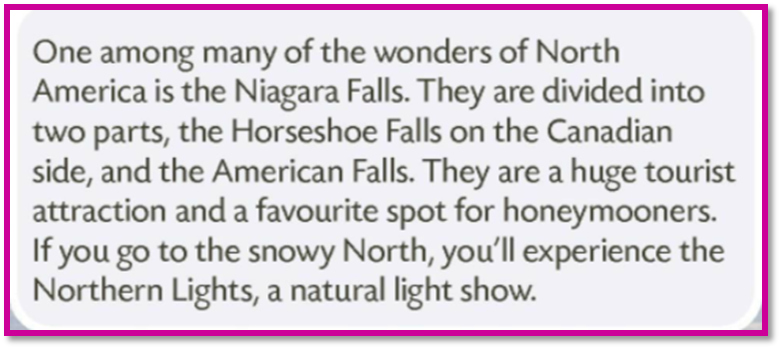 One among many of the wonders of North
America is the Niagara Falls. They are divided into
two parts, the Horseshoe Falls on the Canadian
side, and the American Falls. They are a huge tourist
attraction and a favourite spot for honeymooners.
If you go to the snowy North, you'll experience the
Northern Lights, a natural light show.